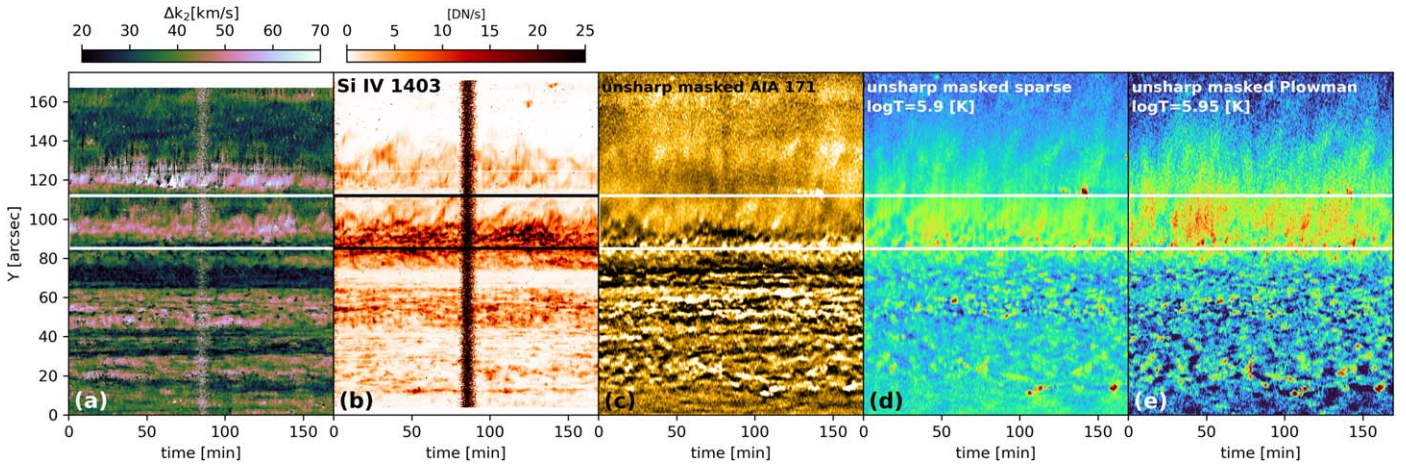 Δk₂[km/s]
20 30 40 50 60 70
[DN/s]
0 5 10 15 20 25
Y [arcsec]
160
140
120
100
80
60
40
20
0
Si IV 1403
unsharp masked AIA 171
unsharp masked sparse
logT=5.9 [K]
unsharp masked Plowman
logT=5.95 [K]
(a) (b) (c) (d) (e)
0 50 100 150 0 50 100 150 0 50 100 150 0 50 100 150 0 50 100 150
time [min] time [min] time [min] time [min] time [min]